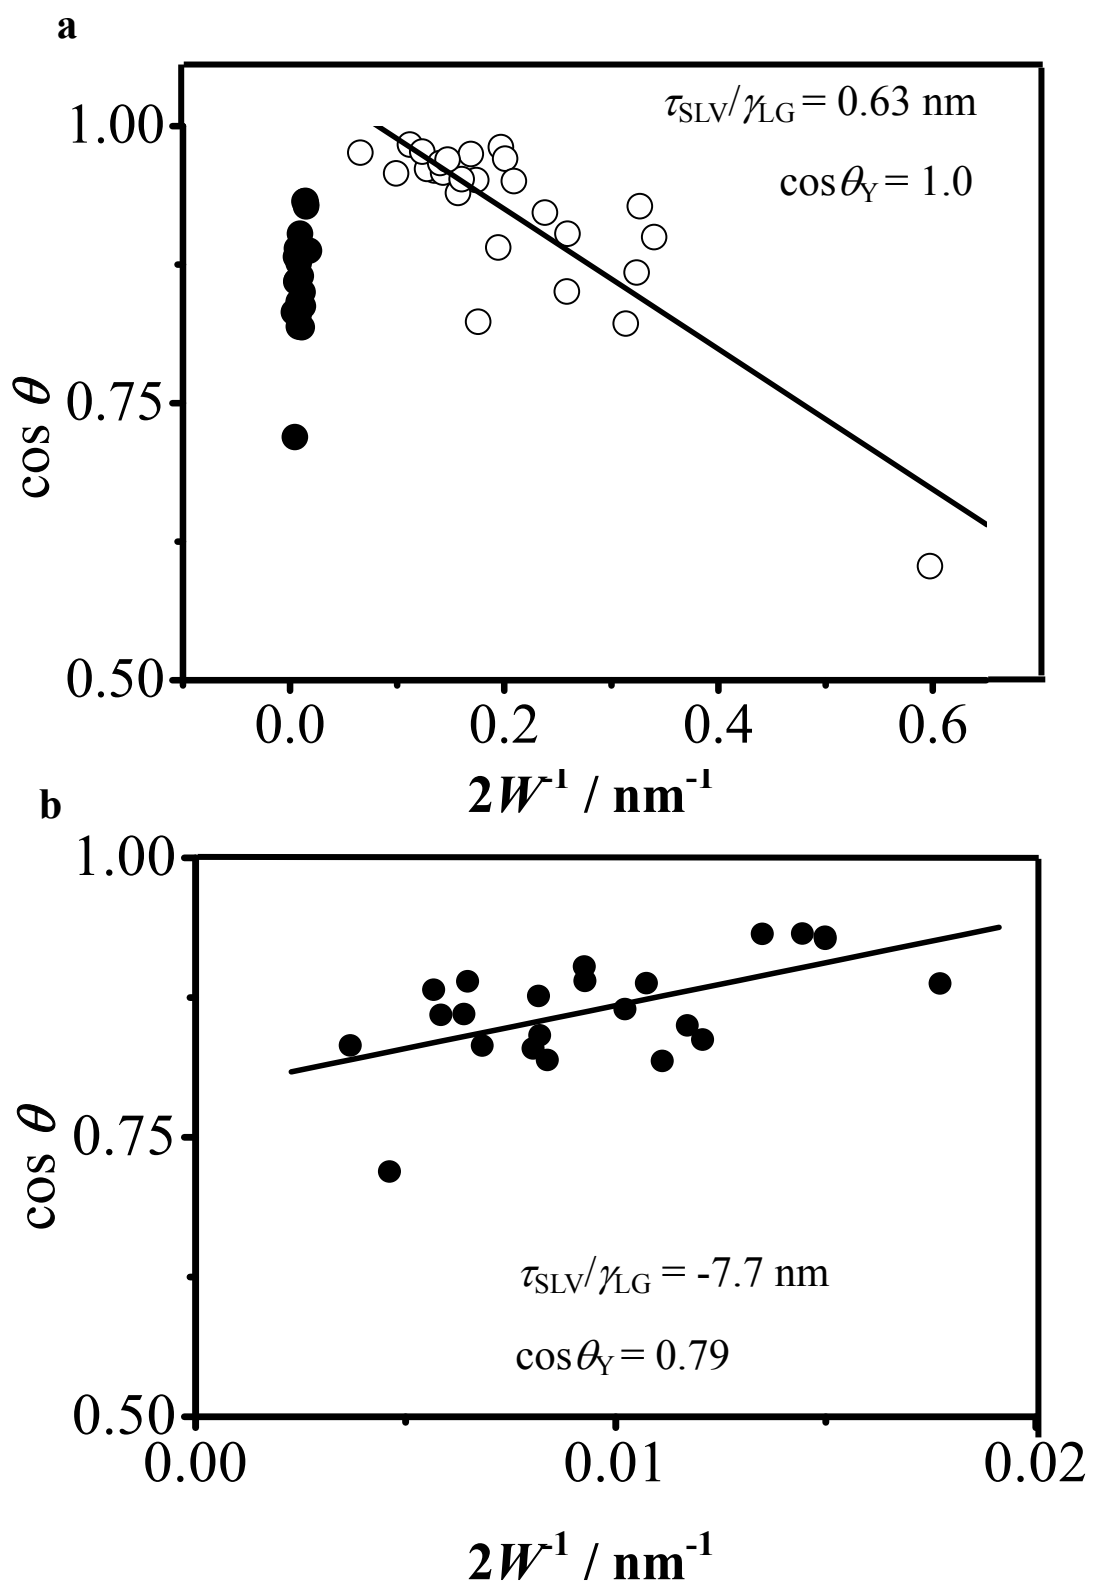 a
τSLV/γLG = 0.63 nm
1.00
cosθY = 1.0
0.75
cos θ
0.50
0.0 0.2 0.4 0.6
2W-1 / nm-1
b
1.00
0.75
cos θ
τSLV/γLG = -7.7 nm
cosθY = 0.79
0.50
0.00 0.01 0.02
2W-1 / nm-1